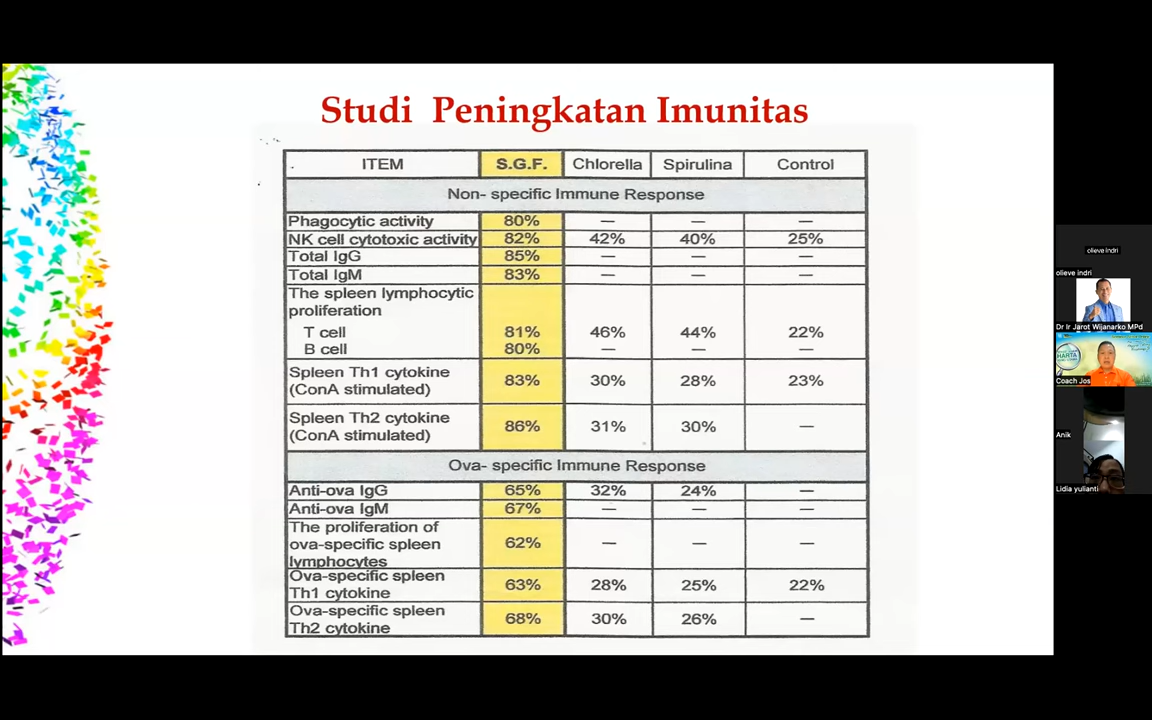 Studi Peningkatan Imunitas
ITEM S.G.F. Chlorella Spirulina Control
Non- specific Immune Response
Phagocytic activity 80% — — —
NK cell cytotoxic activity 82% 42% 40% 25%
Total IgG 85% — — —
Total IgM 83% — — —
The spleen lymphocytic
proliferation
T cell 81% 46% 44% 22%
B cell 80% — — —
Spleen Th1 cytokine
(ConA stimulated) 83% 30% 28% 23%
Spleen Th2 cytokine
(ConA stimulated) 86% 31% 30% —
Ova- specific Immune Response
Anti-ova IgG 65% 32% 24% —
Anti-ova IgM 67% — — —
The proliferation of
ova-specific spleen 62% — — —
lymphocytes
Ova-specific spleen
Th1 cytokine 63% 28% 25% 22%
Ova-specific spleen
Th2 cytokine 68% 30% 26% —
olieve indri
olieve indri
Dr Ir Jarot Wijanarko MPd
HARTA
Coach Jos
Anik
Lidia yulianti